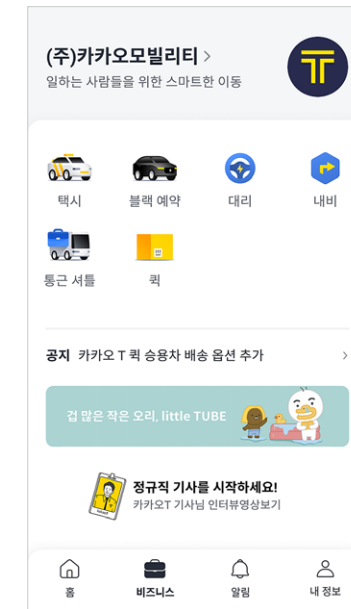 (주)카카오모빌리티 >
일하는 사람들을 위한 스마트한 이동
택시
블랙 예약
대리
내비
통근 셔틀
퀵
공지 카카오 T 퀵 승용차 배송 옵션 추가 >
겁 많은 작은 오리, little TUBE
정규직 기사를 시작하세요!
카카오T 기사님 인터뷰영상보기
홈
비즈니스
알림
내 정보